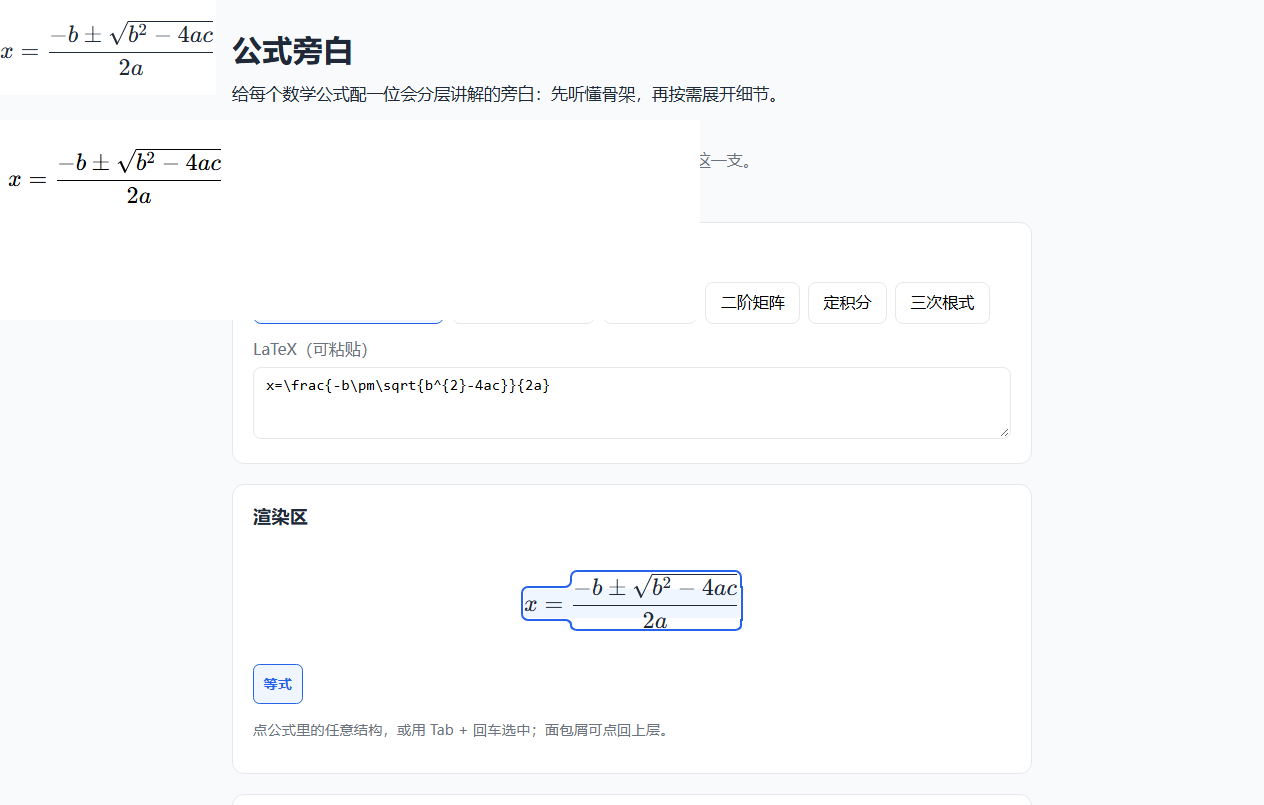 x = \frac{-b \pm \sqrt{b^2 - 4ac}}{2a}
公式旁白
给每个数学公式配一位会分层讲解的旁白：先听懂骨架，再按需展开细节。
x = \frac{-b \pm \sqrt{b^2 - 4ac}}{2a}
这一支。
二阶矩阵
定积分
三次根式
LaTeX（可粘贴）
x=\frac{-b\pm\sqrt{b^{2}-4ac}}{2a}
渲染区
x = \frac{-b \pm \sqrt{b^2 - 4ac}}{2a}
等式
点公式里的任意结构，或用 Tab + 回车选中；面包屑可点回上层。